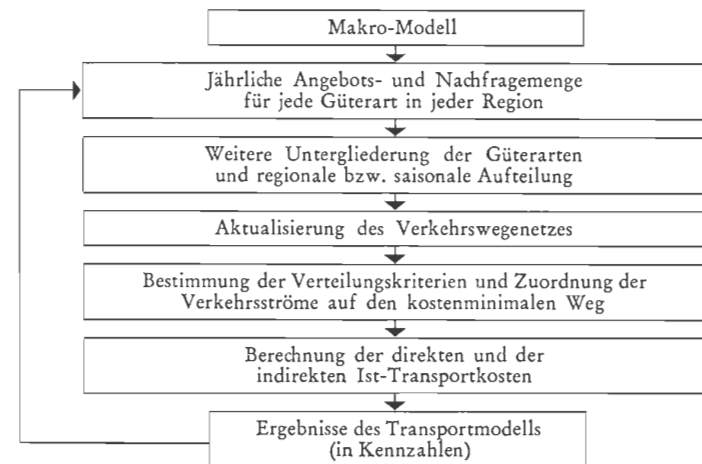 Makro-Modell
Jährliche Angebots- und Nachfragemenge
für jede Güterart in jeder Region
Weitere Untergliederung der Güterarten
und regionale bzw. saisonale Aufteilung
Aktualisierung des Verkehrswegenetzes
Bestimmung der Verteilungskriterien und Zuordnung der
Verkehrsströme auf den kostenminimalen Weg
Berechnung der direkten und der
indirekten Ist-Transportkosten
Ergebnisse des Transportmodells
(in Kennzahlen)